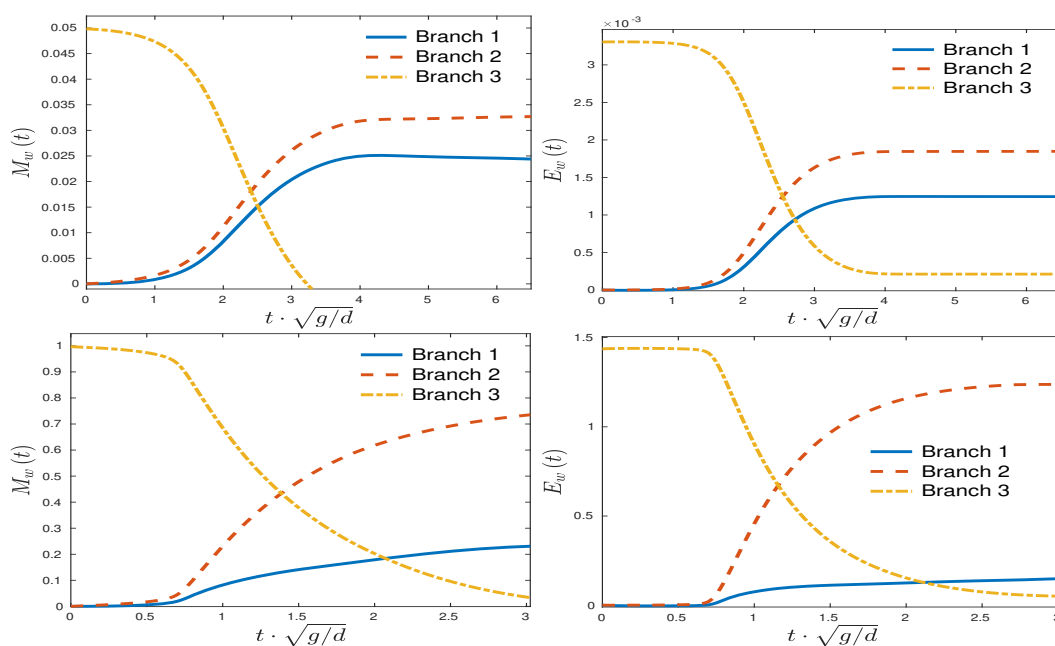 ×10⁻³
0.05
0.045
0.04
0.035
0.03
0.025
0.02
0.015
0.01
0.005
0
M_w(t)
Branch 1
Branch 2
Branch 3
0 1 2 3 4 5 6
t · √g/d
3
2.5
2
1.5
1
0.5
0
E_w(t)
Branch 1
Branch 2
Branch 3
0 1 2 3 4 5 6
t · √g/d
1
0.9
0.8
0.7
0.6
0.5
0.4
0.3
0.2
0.1
0
M_w(t)
Branch 1
Branch 2
Branch 3
0 0.5 1 1.5 2 2.5 3
t · √g/d
1.5
1
0.5
0
E_w(t)
Branch 1
Branch 2
Branch 3
0 0.5 1 1.5 2 2.5 3
t · √g/d